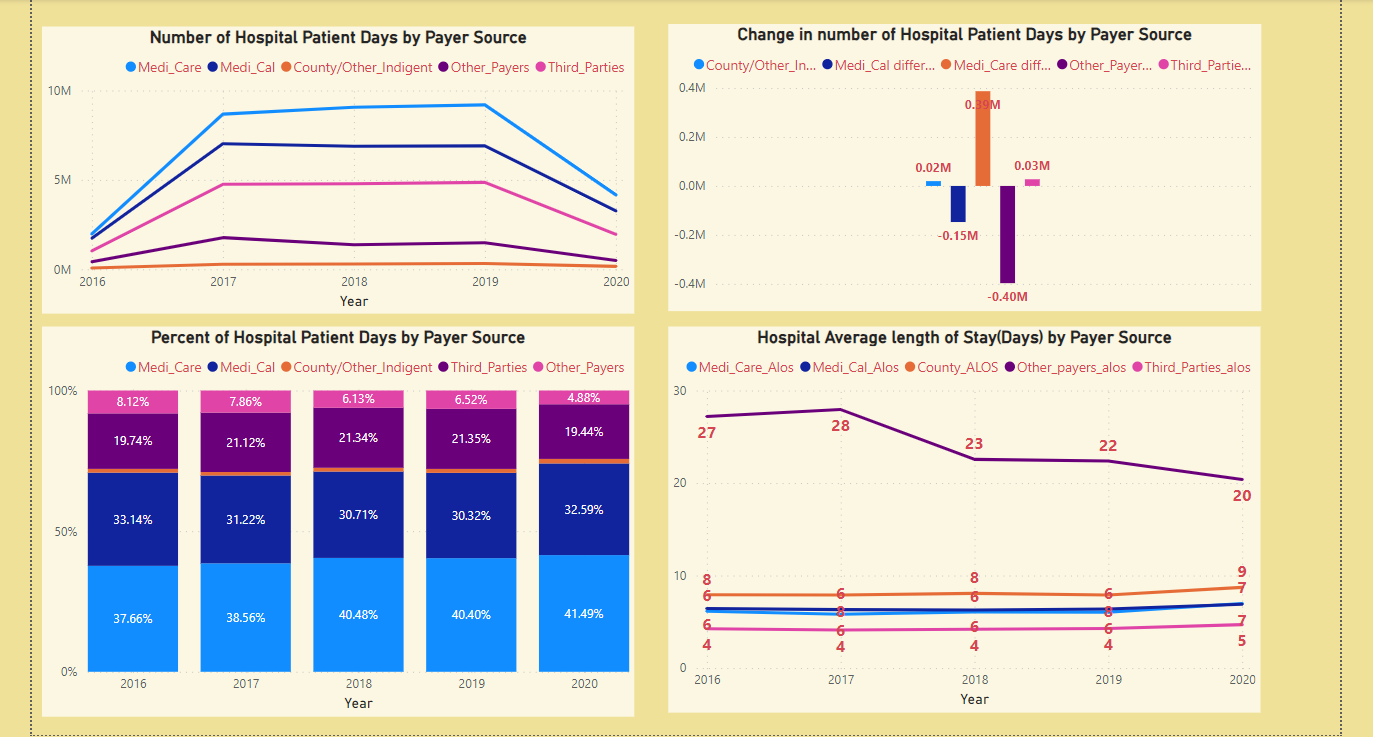 Number of Hospital Patient Days by Payer Source
Medi_Care Medi_Cal County/Other_Indigent Other_Payers Third_Parties
10M
5M
0M
2016 2017 2018 2019 2020
Year
Change in number of Hospital Patient Days by Payer Source
County/Other_In... Medi_Cal differ... Medi_Care diff... Other_Payer... Third_Partie...
0.4M
0.39M
0.2M
0.02M 0.03M
0.0M
-0.15M
-0.2M
-0.4M
-0.40M
Percent of Hospital Patient Days by Payer Source
Medi_Care Medi_Cal County/Other_Indigent Third_Parties Other_Payers
100%
8.12% 7.86% 6.13% 6.52% 4.88%
19.74% 21.12% 21.34% 21.35% 19.44%
33.14% 31.22% 30.71% 30.32% 32.59%
50%
37.66% 38.56% 40.48% 40.40% 41.49%
0%
2016 2017 2018 2019 2020
Year
Hospital Average length of Stay(Days) by Payer Source
Medi_Care_Alos Medi_Cal_Alos County_ALOS Other_payers_alos Third_Parties_alos
30
27 28 23 22 20
20
10
8 6 8 6 9
6 8 6 8 7
6 6 6 6 7
4 4 4 4 5
0
2016 2017 2018 2019 2020
Year